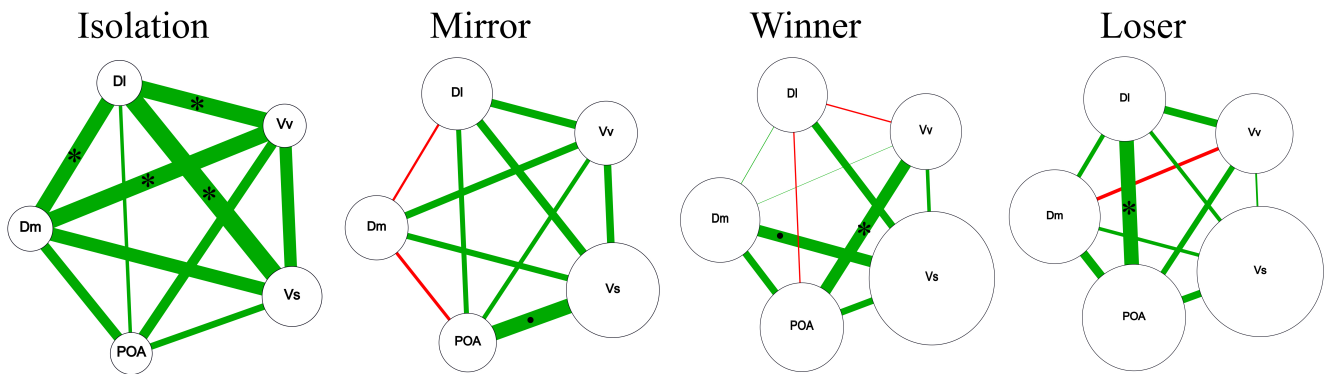 Isolation Mirror Winner Loser
Dl
Vv
*
*
*
*
Dm
Vs
POA
Dl
Vv
Dm
Vs
POA
Dl
Vv
Dm
*
Vs
POA
Dl
Vv
*
Dm
Vs
POA